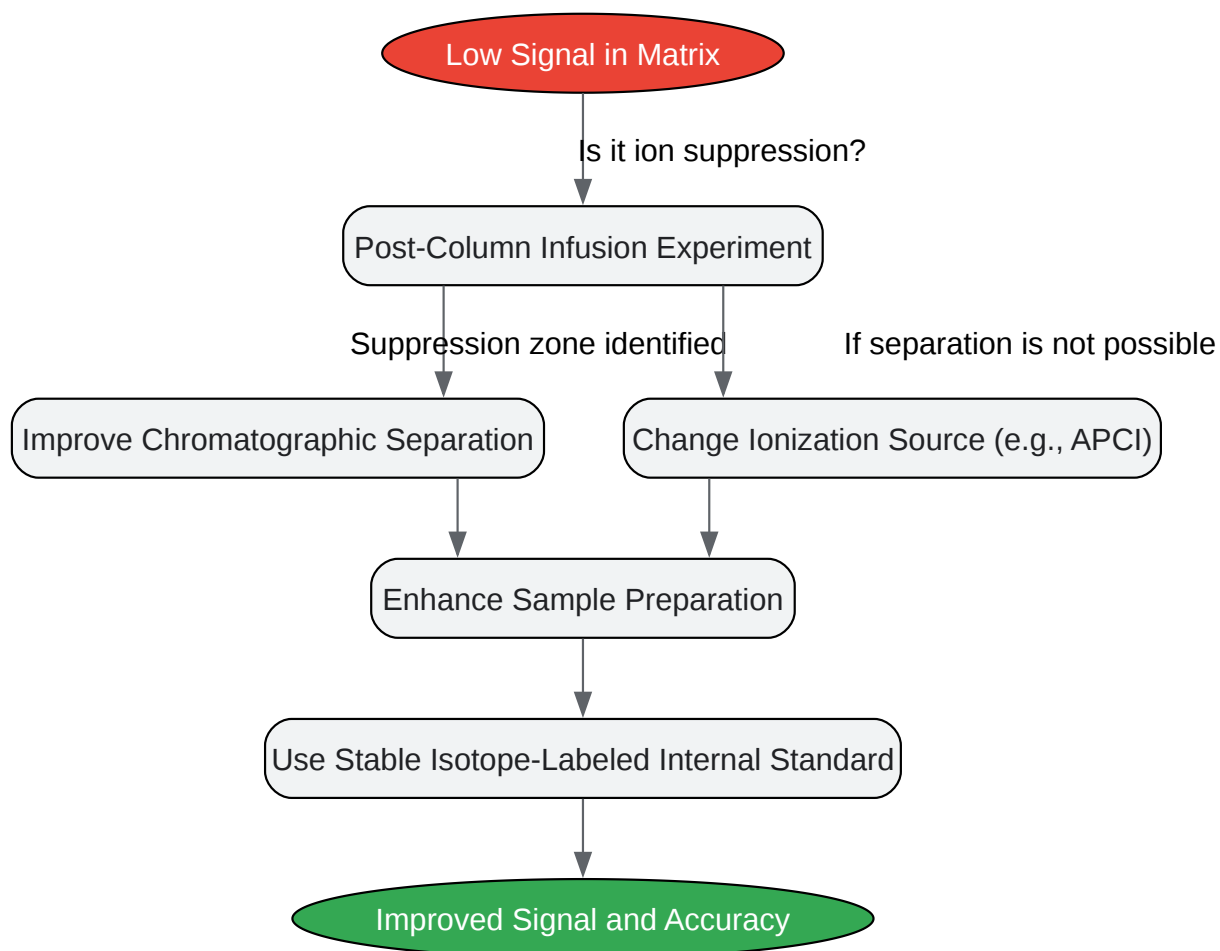 Low Signal in Matrix
Is it ion suppression?
Post-Column Infusion Experiment
Suppression zone identified
If separation is not possible
Improve Chromatographic Separation
Change Ionization Source (e.g., APCI)
Enhance Sample Preparation
Use Stable Isotope-Labeled Internal Standard
Improved Signal and Accuracy